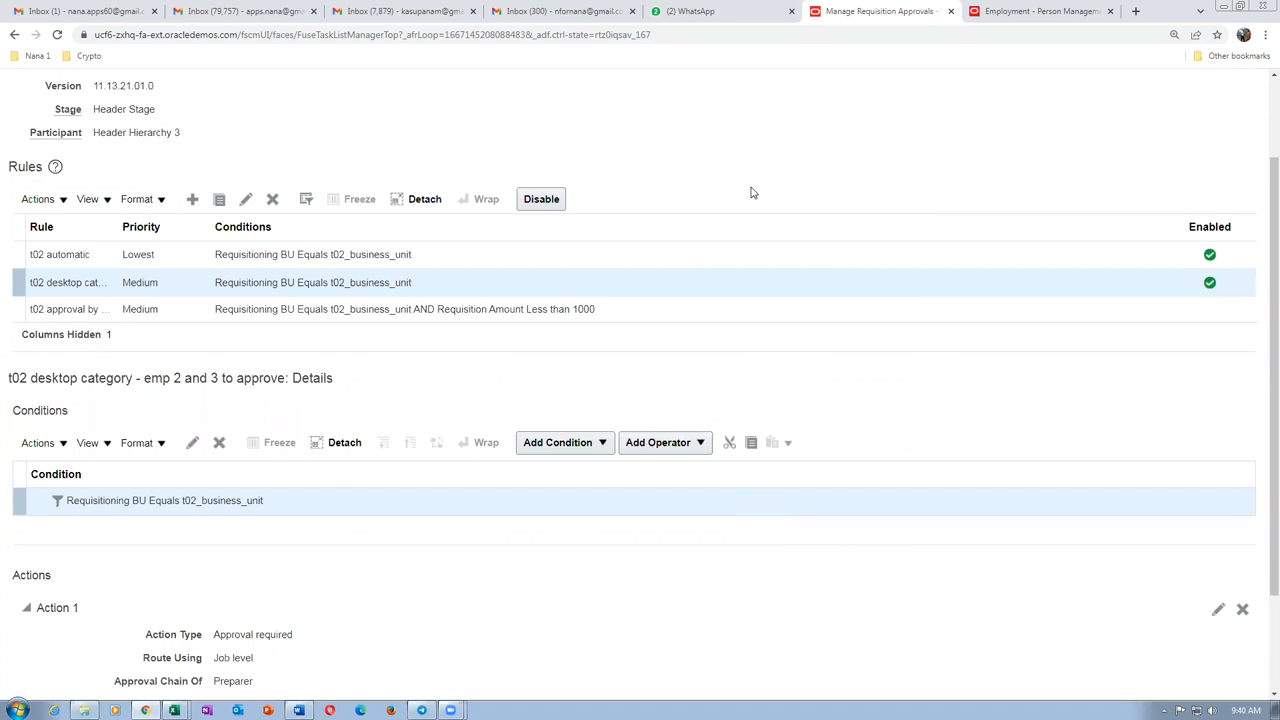 Inbox (1) - nana.apps60@gmail.c
Inbox (79,757) - apps.nana@gma
Inbox (7,879) - kasupanam@gma
Inbox (300) - nfornana@gmail.co
(2) WhatsApp
Manage Requisition Approvals -
Employment - Person Managem
ucf6-zxhq-fa-ext.oracledemos.com/fscmUI/faces/FuseTaskListManagerTop?_afrLoop=16671452080884483&_adf.ctrl-state=rtz0iqsav_167
Nana 1
Crypto
Other bookmarks
Version 11.13.21.01.0
Stage Header Stage
Participant Header Hierarchy 3
Rules
Actions View Format Freeze Detach Wrap Disable
Rule Priority Conditions Enabled
t02 automatic Lowest Requisitioning BU Equals t02_business_unit
t02 desktop cat... Medium Requisitioning BU Equals t02_business_unit
t02 approval by ... Medium Requisitioning BU Equals t02_business_unit AND Requisition Amount Less than 1000
Columns Hidden 1
t02 desktop category - emp 2 and 3 to approve: Details
Conditions
Actions View Format Freeze Detach Wrap Add Condition Add Operator
Condition
Requisitioning BU Equals t02_business_unit
Actions
Action 1
Action Type Approval required
Route Using Job level
Approval Chain Of Preparer
9:40 AM